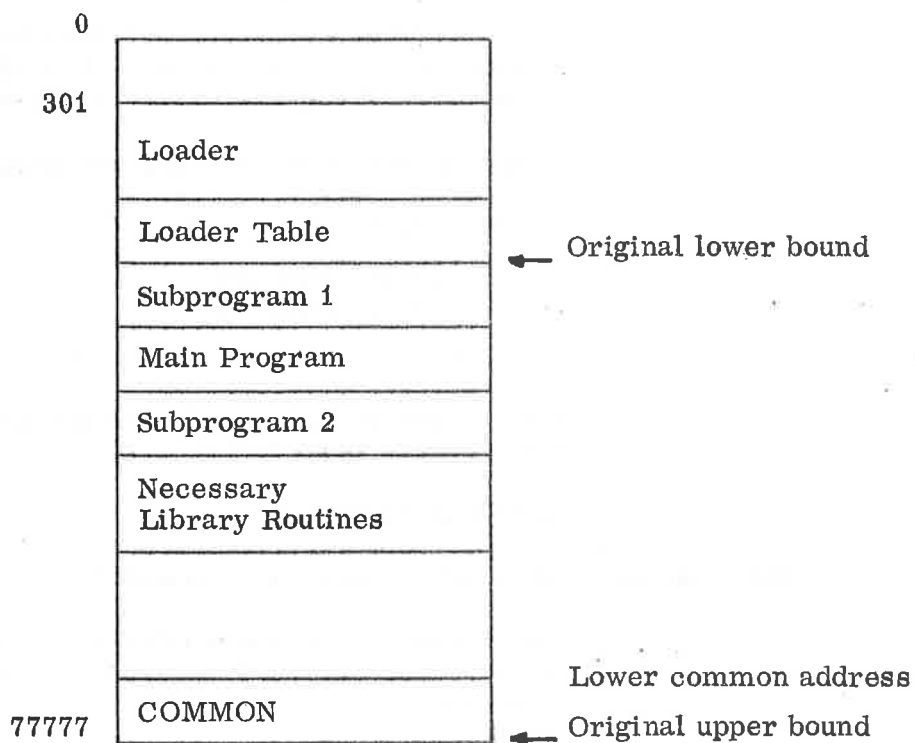 0
301
Loader
Loader Table
Original lower bound
Subprogram 1
Main Program
Subprogram 2
Necessary
Library Routines
Lower common address
77777
COMMON
Original upper bound